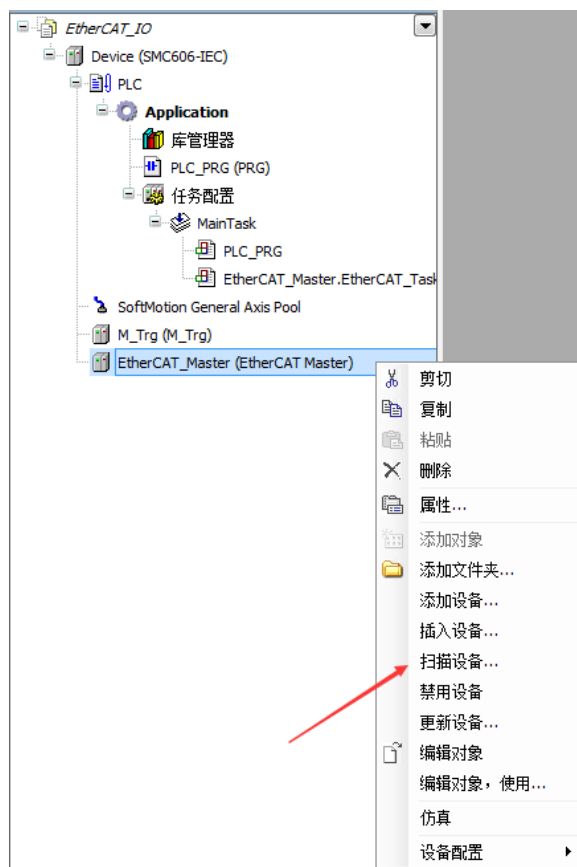 EtherCAT_IO
Device (SMC606-IEC)
PLC
Application
库管理器
PLC_PRG (PRG)
任务配置
MainTask
PLC_PRG
EtherCAT_Master.EtherCAT_Task
SoftMotion General Axis Pool
M_Trg (M_Trg)
EtherCAT_Master (EtherCAT Master)
剪切
复制
粘贴
删除
属性...
添加对象
添加文件夹...
添加设备...
插入设备...
扫描设备...
禁用设备
更新设备...
编辑对象
编辑对象，使用...
仿真
设备配置